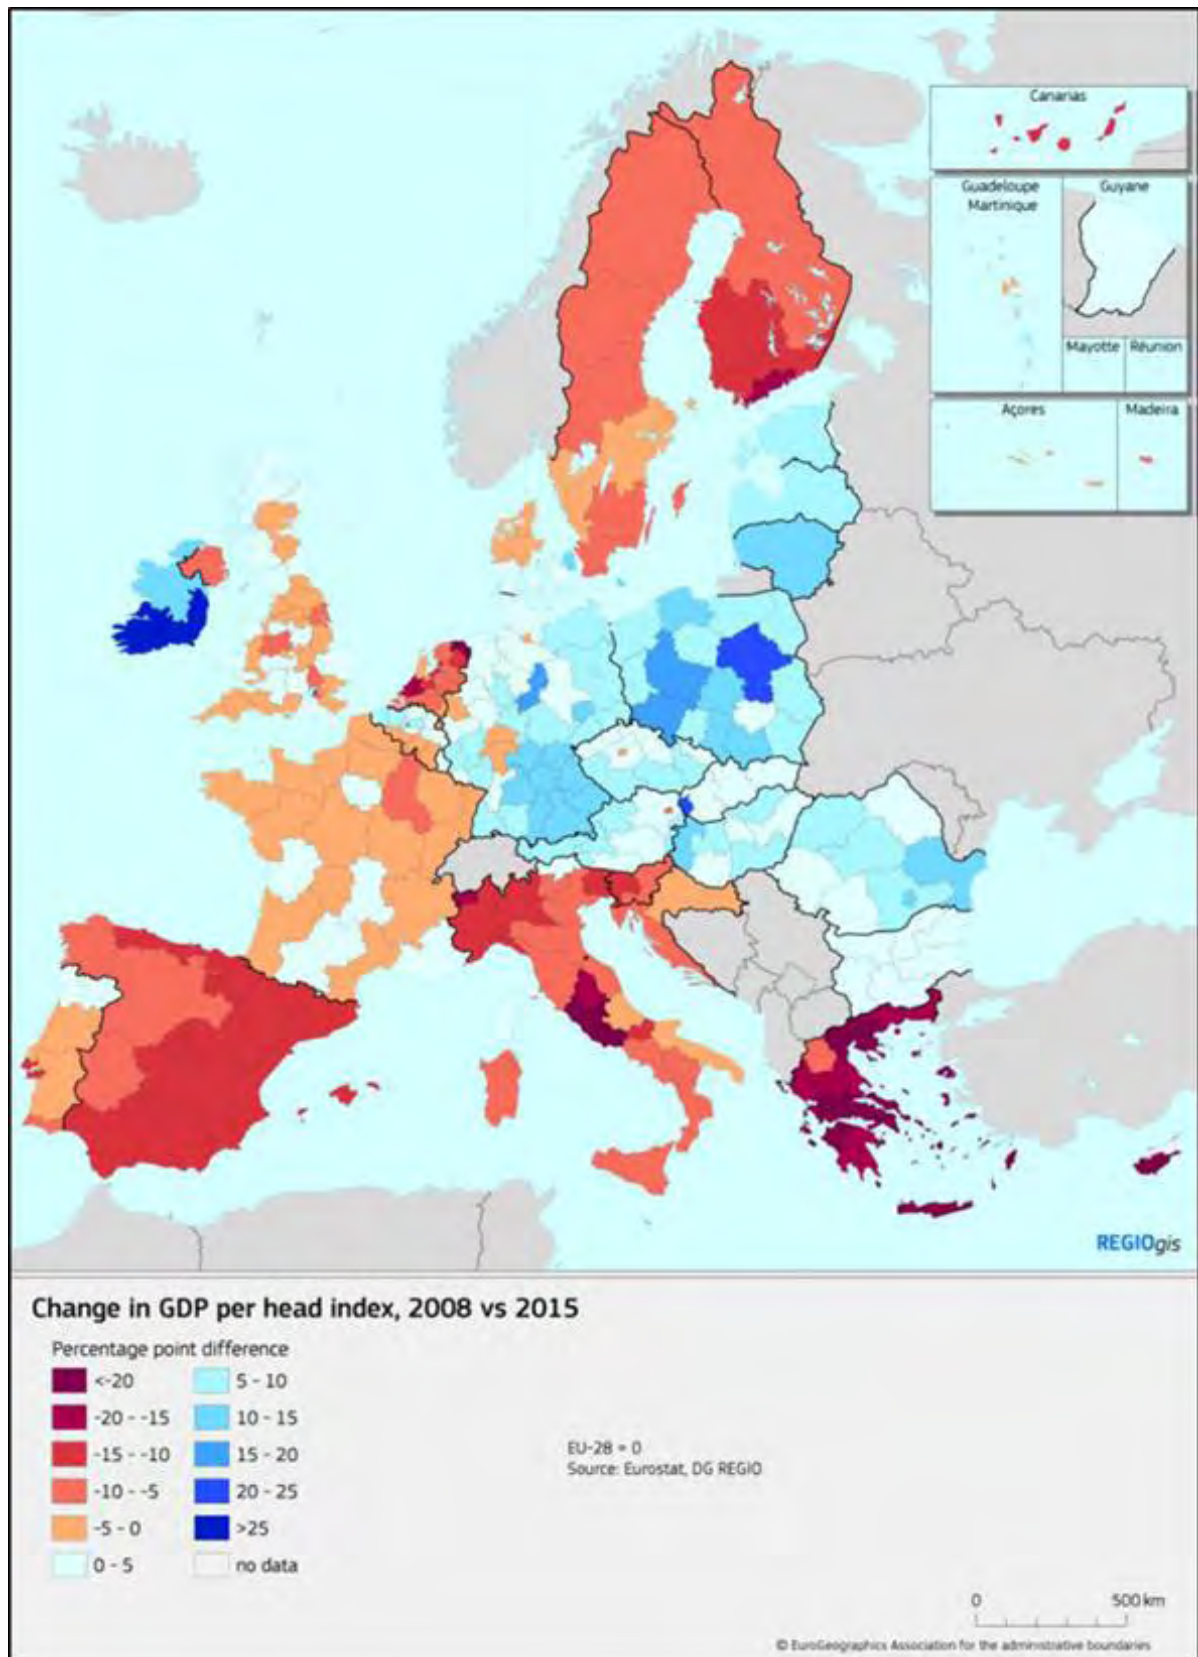 Canarias
Guadeloupe
Martinique
Guyane
Mayotte
Réunion
Açores
Madeira
REGIOgis
Change in GDP per head index, 2008 vs 2015
Percentage point difference
<-20
-20 - -15
-15 - -10
-10 - -5
-5 - 0
0 - 5
5 - 10
10 - 15
15 - 20
20 - 25
>25
no data
EU-28 = 0
Source: Eurostat, DG REGIO
0 500 km
© EuroGeographics Association for the administrative boundaries